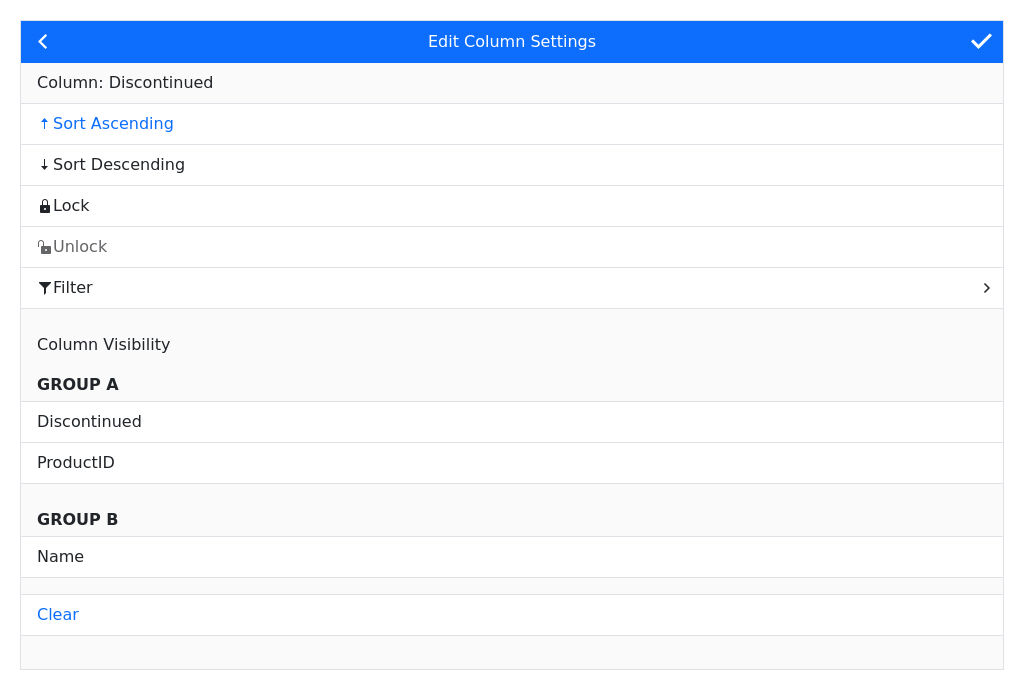 Edit Column Settings
Column: Discontinued
Sort Ascending
Sort Descending
Lock
Unlock
Filter
Column Visibility
GROUP A
Discontinued
ProductID
GROUP B
Name
Clear